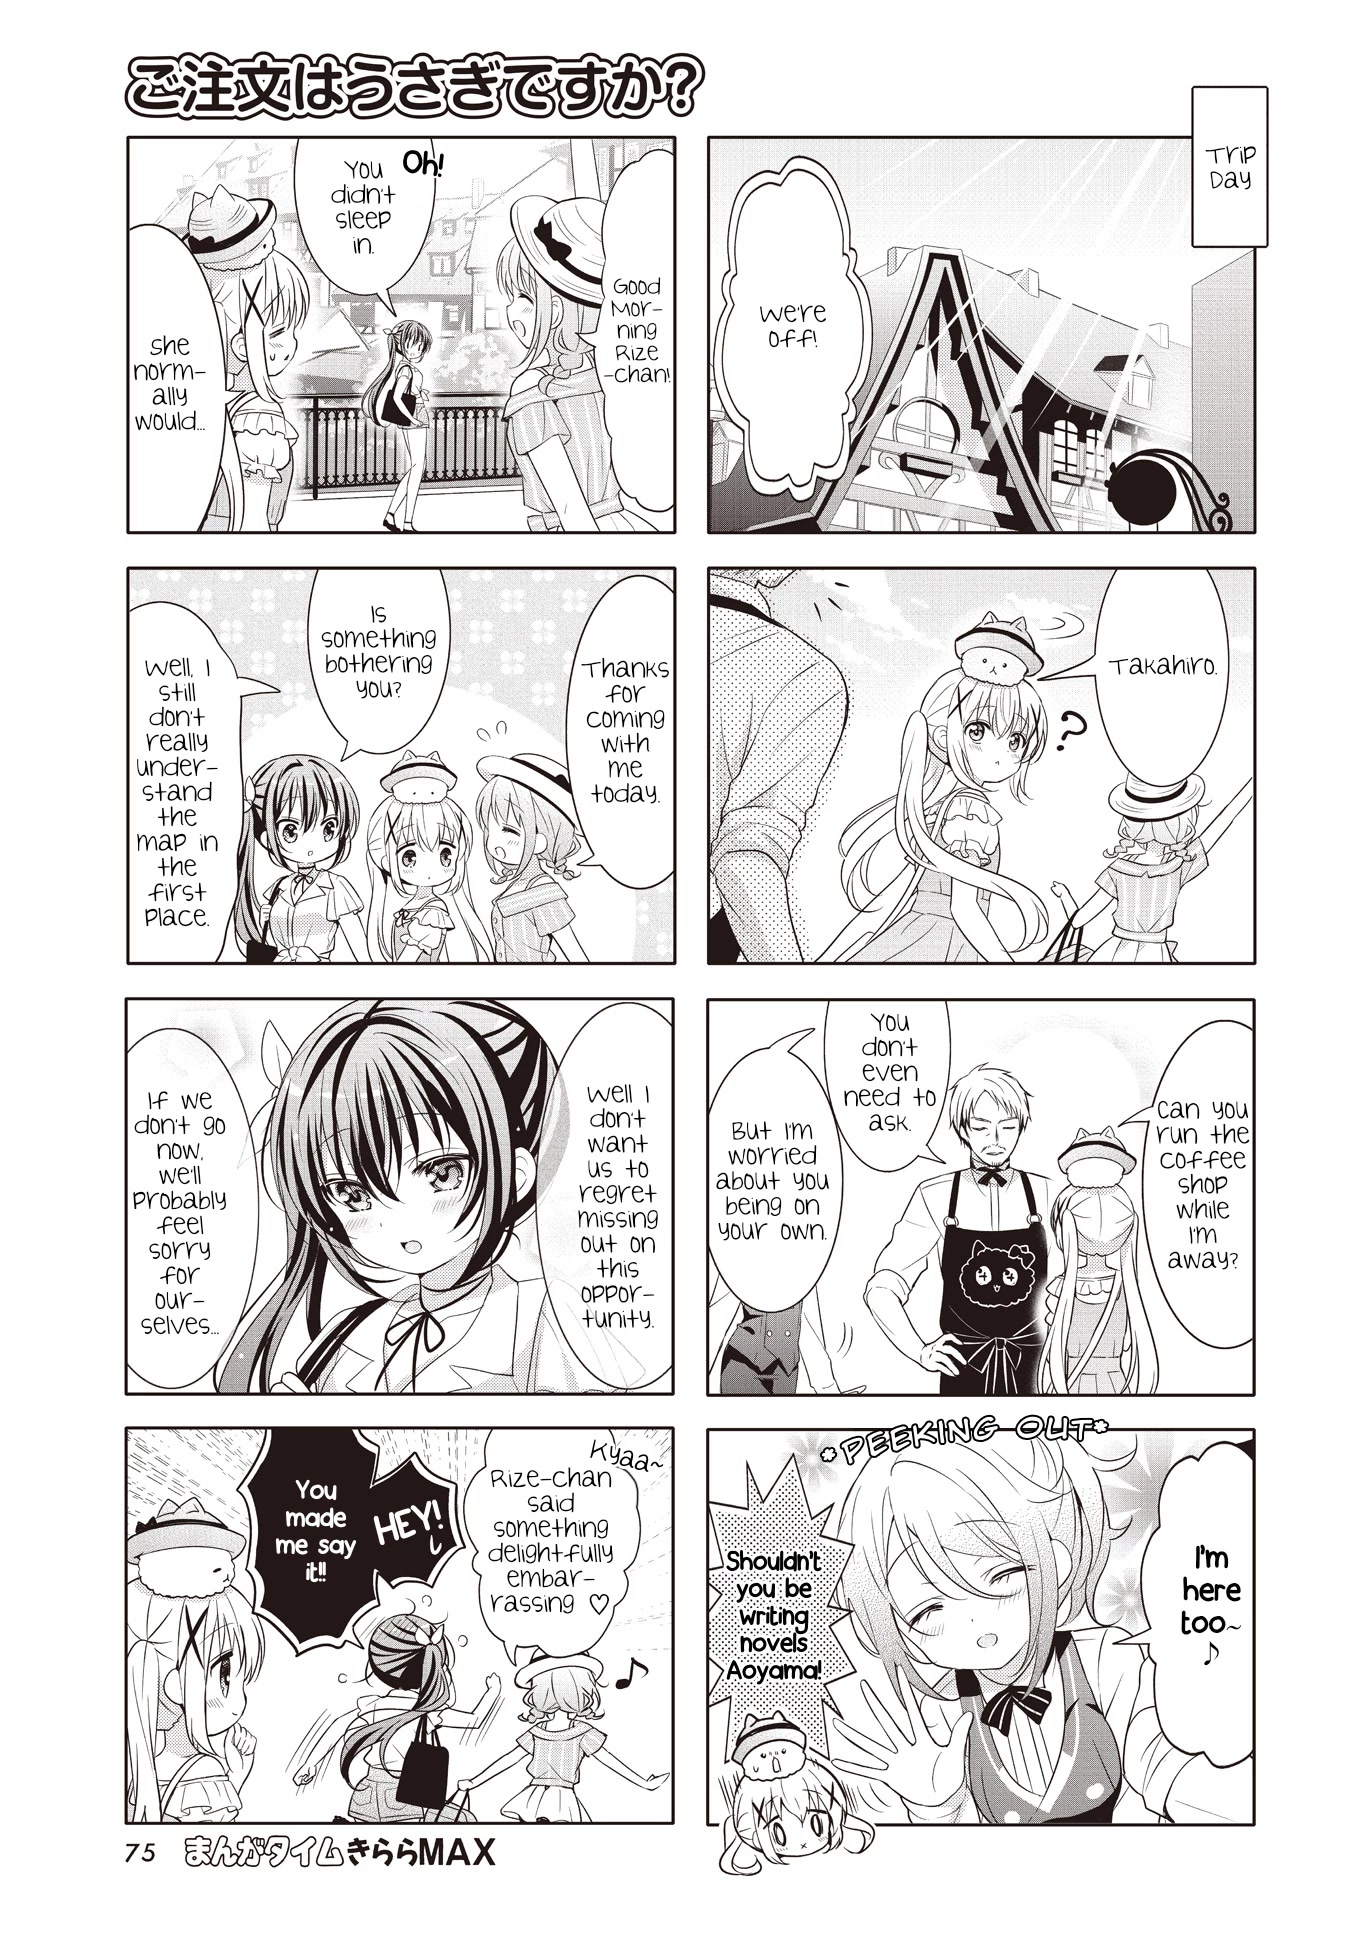 ご注文はうさぎですか?
Trip
Day
We're
off!
Takahiro.
?
Can you
run the
coffee
shop
while
I'm
away?
You
don't
even
need to
ask.
But I'm
worried
about you
being on
your own.
*PEEKING OUT*
I'm
here
too~
♪
Shouldn't
you be
writing
novels
Aoyama!
Good
Mor-
ning
Rize
-chan!
Oh!
You
didn't
sleep
in.
She
norm-
ally
would...
Thanks
for
coming
with
me
today.
Is
something
bothering
you?
Well, I
still
don't
really
under-
stand
the
map in
the
first
place.
Well I
don't
want
us to
regret
missing
out on
this
oppor-
tunity.
If we
don't go
now,
we'll
probably
feel
sorry
for
our-
selves...
Kyaa~
Rize-chan
said
something
delightfully
embar-
rassing ♡
♪
HEY!
You
made
me say
it!!
75 まんがタイムきららMAX